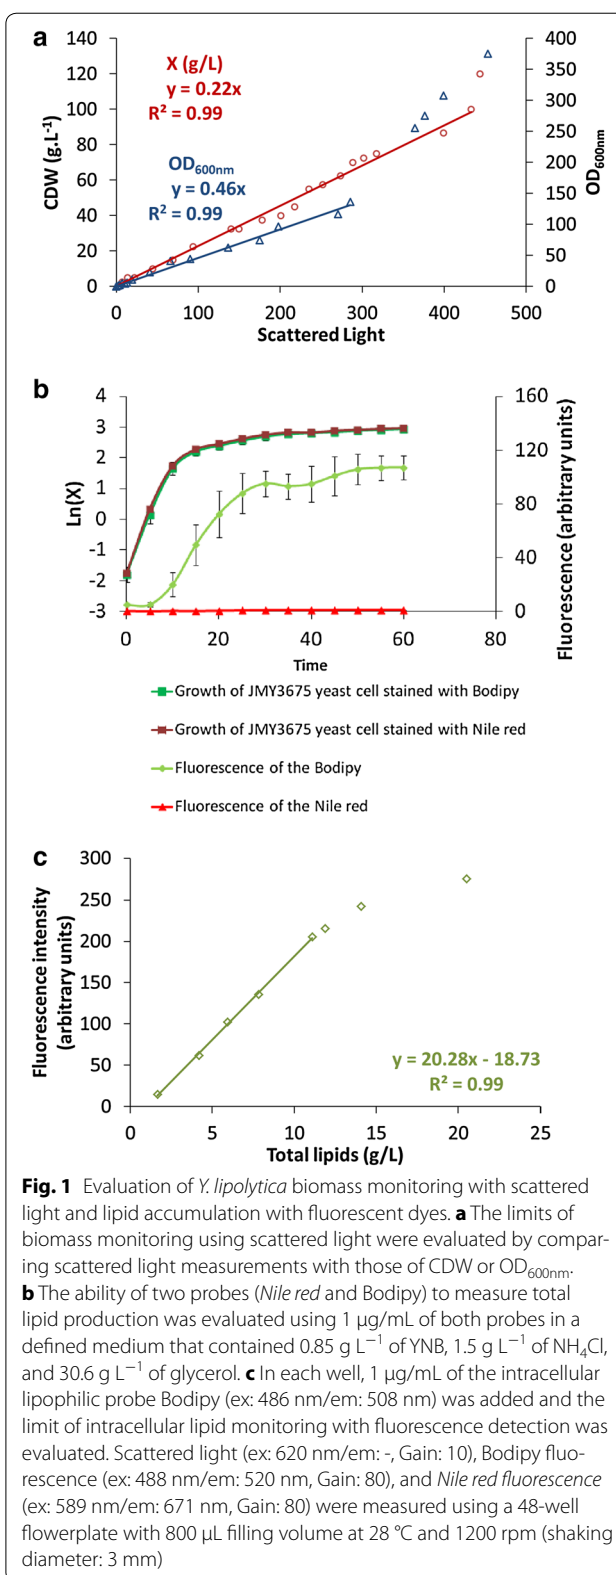 a
140
120
100
80
60
40
20
0
CDW (g.L⁻¹)
X (g/L)
y = 0.22x
R² = 0.99
OD₆₀₀ₙₘ
y = 0.46x
R² = 0.99
400
350
300
250
200
150
100
50
0
OD₆₀₀ₙₘ
0 100 200 300 400 500
Scattered Light
b
4
3
2
1
0
-1
-2
-3
Ln(X)
160
120
80
40
0
Fluorescence (arbitrary units)
0 20 40 60 80
Time
Growth of JMY3675 yeast cell stained with Bodipy
Growth of JMY3675 yeast cell stained with Nile red
Fluorescence of the Bodipy
Fluorescence of the Nile red
c
300
250
200
150
100
50
0
Fluorescence intensity
(arbitrary units)
y = 20.28x - 18.73
R² = 0.99
0 5 10 15 20 25
Total lipids (g/L)
Fig. 1 Evaluation of Y. lipolytica biomass monitoring with scattered
light and lipid accumulation with fluorescent dyes. a The limits of
biomass monitoring using scattered light were evaluated by compar-
ing scattered light measurements with those of CDW or OD₆₀₀ₙₘ.
b The ability of two probes (Nile red and Bodipy) to measure total
lipid production was evaluated using 1 µg/mL of both probes in a
defined medium that contained 0.85 g L⁻¹ of YNB, 1.5 g L⁻¹ of NH₄Cl,
and 30.6 g L⁻¹ of glycerol. c In each well, 1 µg/mL of the intracellular
lipophilic probe Bodipy (ex: 486 nm/em: 508 nm) was added and the
limit of intracellular lipid monitoring with fluorescence detection was
evaluated. Scattered light (ex: 620 nm/em: -, Gain: 10), Bodipy fluo-
rescence (ex: 488 nm/em: 520 nm, Gain: 80), and Nile red fluorescence
(ex: 589 nm/em: 671 nm, Gain: 80) were measured using a 48-well
flowerplate with 800 µL filling volume at 28 °C and 1200 rpm (shaking
diameter: 3 mm)